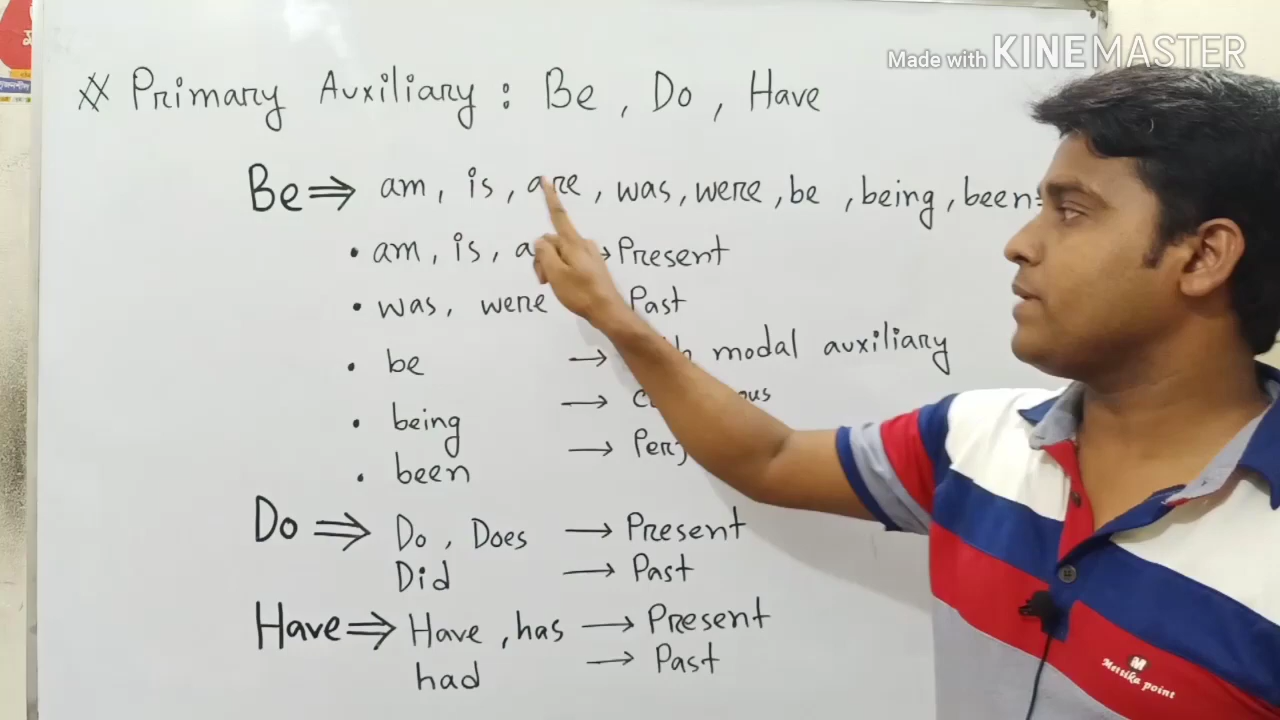 Made with KINEMASTER
# Primary Auxiliary : Be, Do, Have
Be ⇒ am, is, are, was, were, be, being, been
• am, is, → Present
• was, were Past
• be → modal auxiliary
• being →
• been →
Do ⇒ Do, Does → Present
Did → Past
Have ⇒ Have, has → Present
had → Past
M
Metsika point